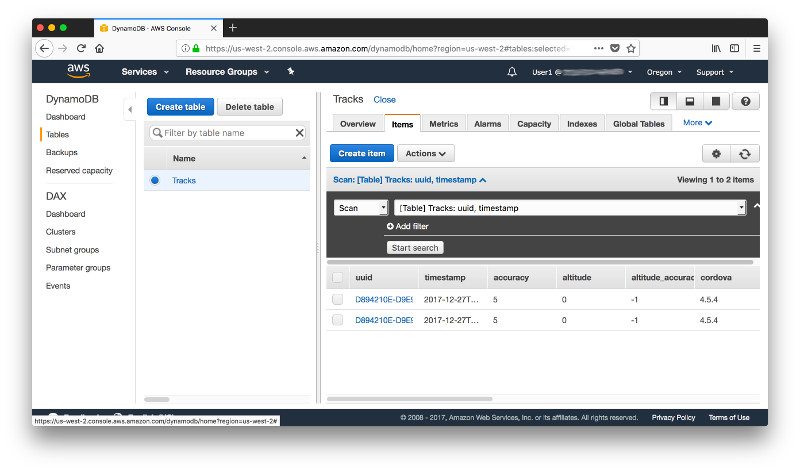 DynamoDB - AWS Console
https://us-west-2.console.aws.amazon.com/dynamodb/home?region=us-west-2#tables:selected=
aws
Services
Resource Groups
User1 @
Oregon
Support
DynamoDB
Dashboard
Tables
Backups
Reserved capacity
DAX
Dashboard
Clusters
Subnet groups
Parameter groups
Events
Create table
Delete table
Filter by table name
Name
Tracks
Tracks Close
Overview Items Metrics Alarms Capacity Indexes Global Tables More
Create item
Actions
Scan: [Table] Tracks: uuid, timestamp
Viewing 1 to 2 items
Scan
[Table] Tracks: uuid, timestamp
Add filter
Start search
uuid timestamp accuracy altitude altitude_accurac cordova
D894210E-D9E9 2017-12-27T... 5 0 -1 4.5.4
D894210E-D9E9 2017-12-27T... 5 0 -1 4.5.4
© 2008 - 2017, Amazon Web Services, Inc. or its affiliates. All rights reserved. Privacy Policy Terms of Use
https://us-west-2.console.aws.amazon.com/dynamodb/home?region=us-west-2#